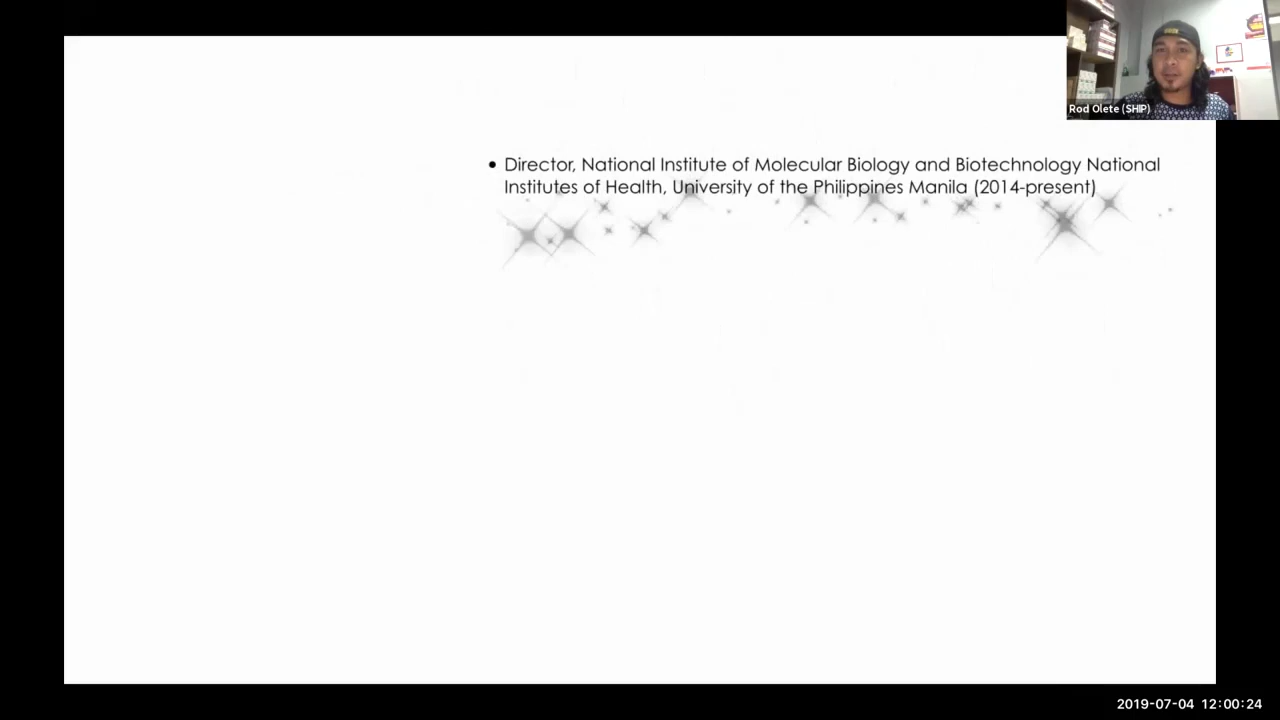 Rod Olete (SHIP)
• Director, National Institute of Molecular Biology and Biotechnology National
Institutes of Health, University of the Philippines Manila (2014-present)
2019-07-04 12:00:24